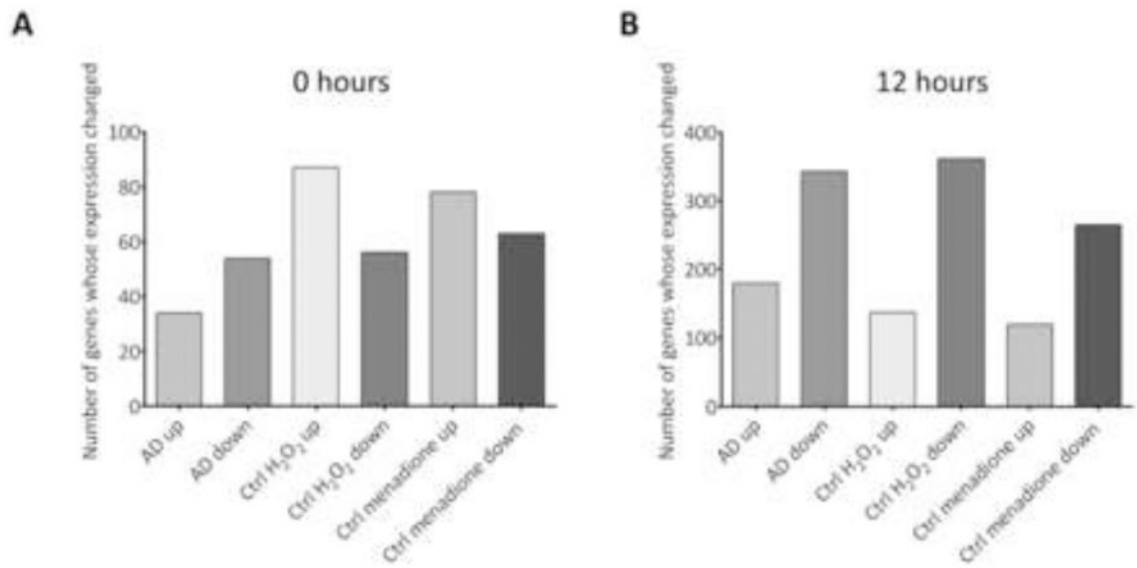 A
0 hours
Number of genes whose expression changed
100
80
60
40
20
0
AD up
AD down
Ctrl H₂O₂ up
Ctrl H₂O₂ down
Ctrl menadione up
Ctrl menadione down
B
12 hours
Number of genes whose expression changed
400
300
200
100
0
AD up
AD down
Ctrl H₂O₂ up
Ctrl H₂O₂ down
Ctrl menadione up
Ctrl menadione down